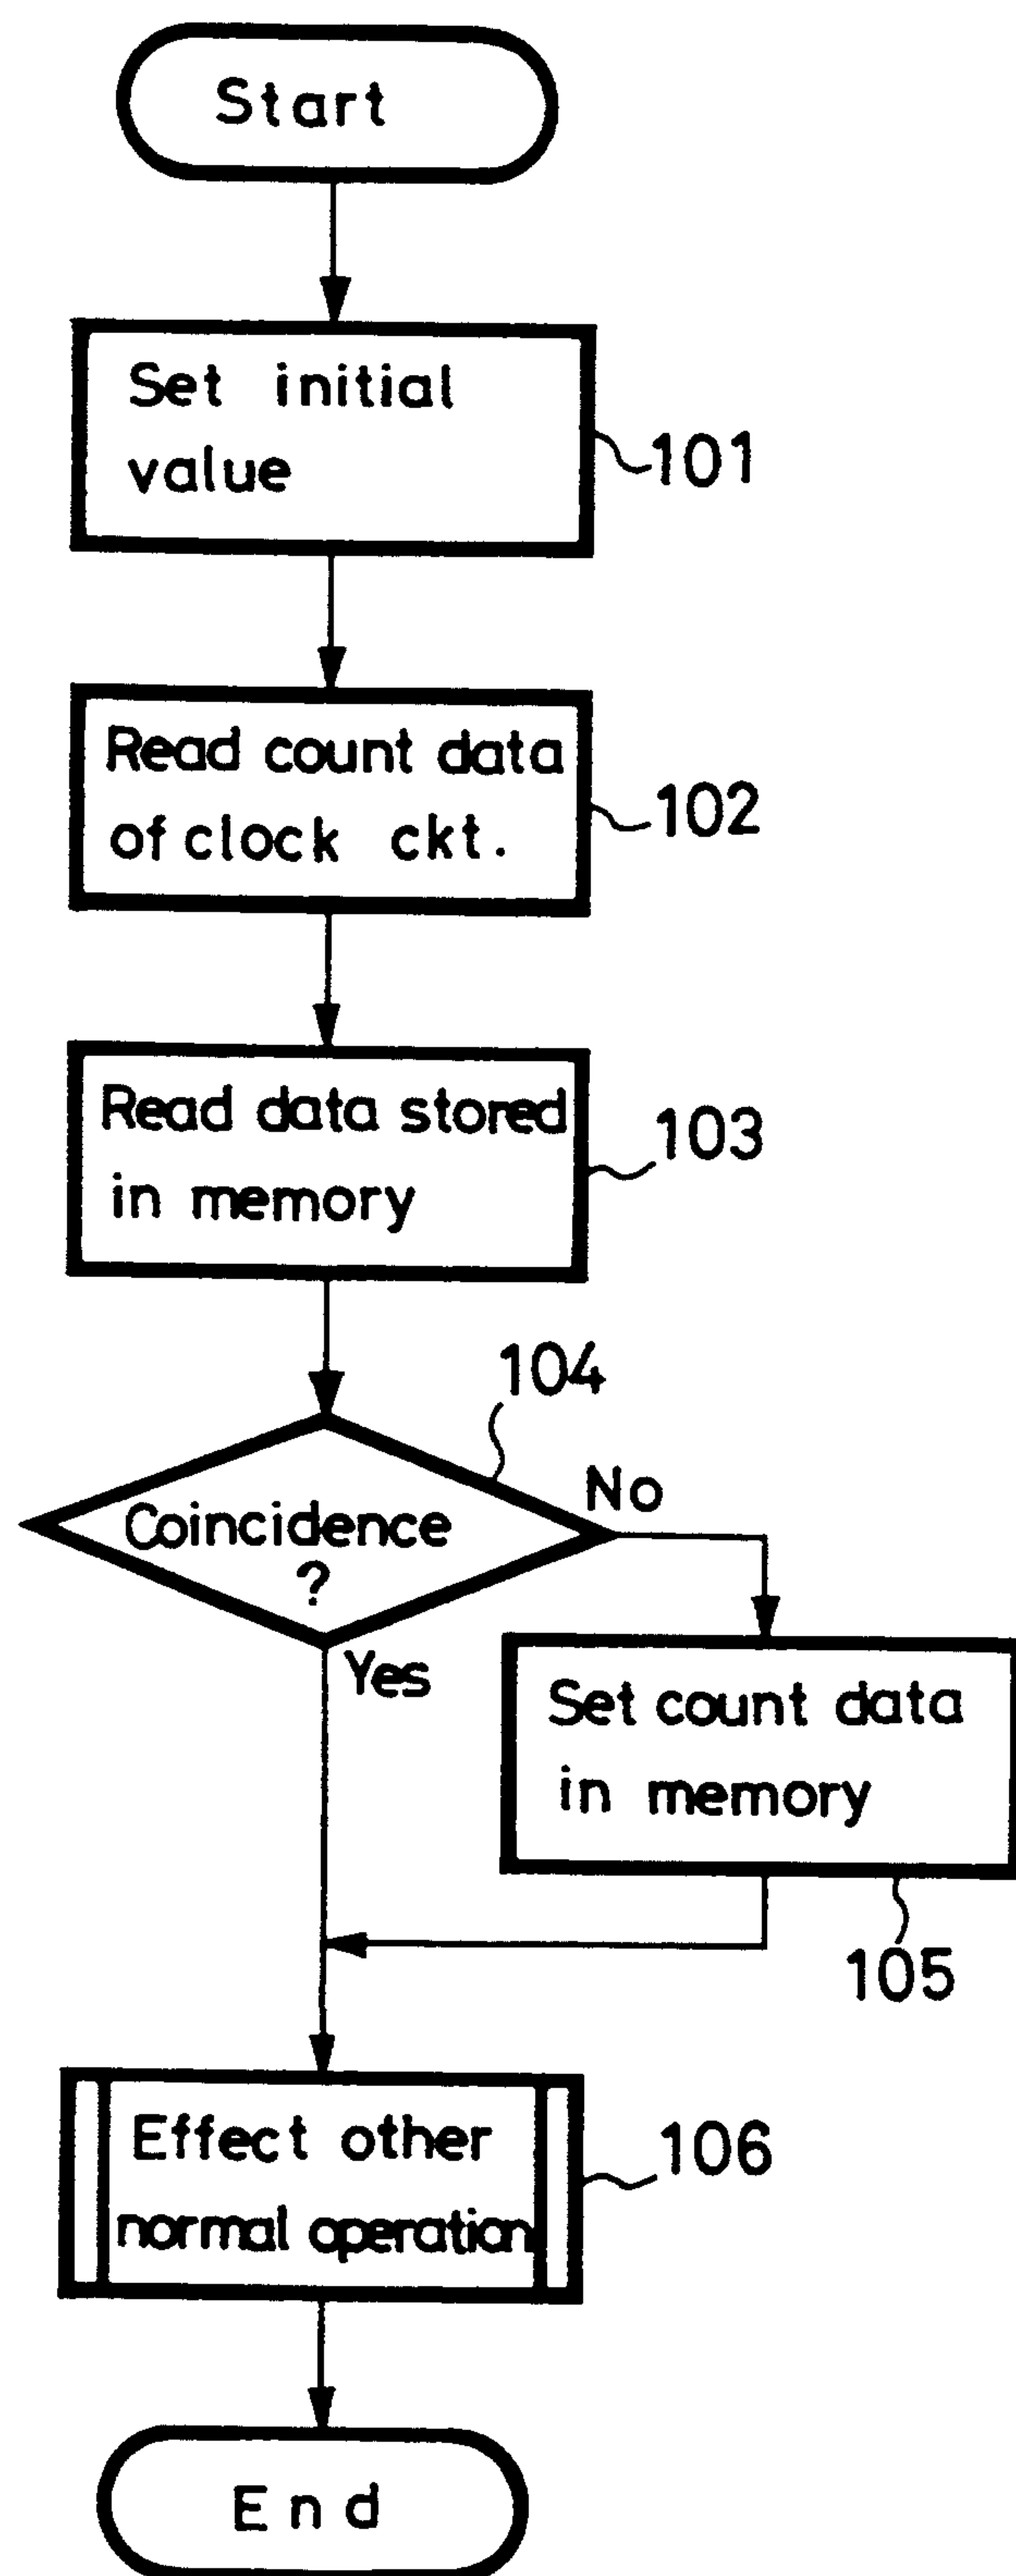 Start
Set initial
value
101
Read count data
of clock ckt.
102
Read data stored
in memory
103
104
Coincidence
?
No
Yes
Set count data
in memory
105
Effect other
normal operation
106
End